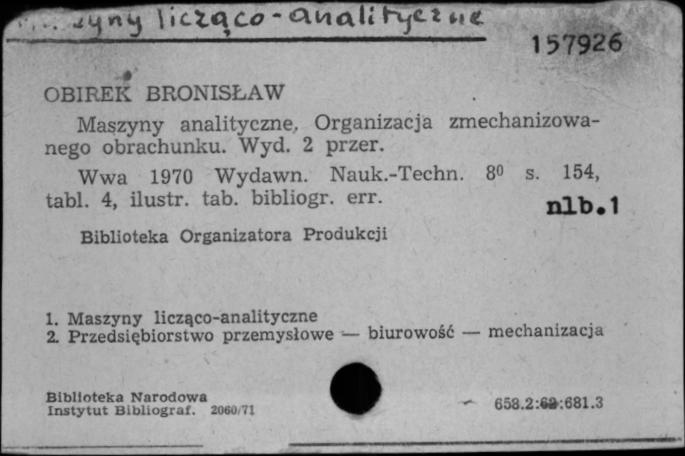 licząco-analityczne
157926
OBIREK BRONISŁAW
Maszyny analityczne, Organizacja zmechanizowa-
nego obrachunku. Wyd. 2 przer.
Wwa 1970 Wydawn. Nauk.-Techn. 8⁰ s. 154,
tabl. 4, ilustr. tab. bibliogr. err.
nlb.1
Biblioteka Organizatora Produkcji
1. Maszyny licząco-analityczne
2. Przedsiębiorstwo przemysłowe — biurowość — mechanizacja
Biblioteka Narodowa
Instytut Bibliograf. 2060/71
658.2:62:681.3